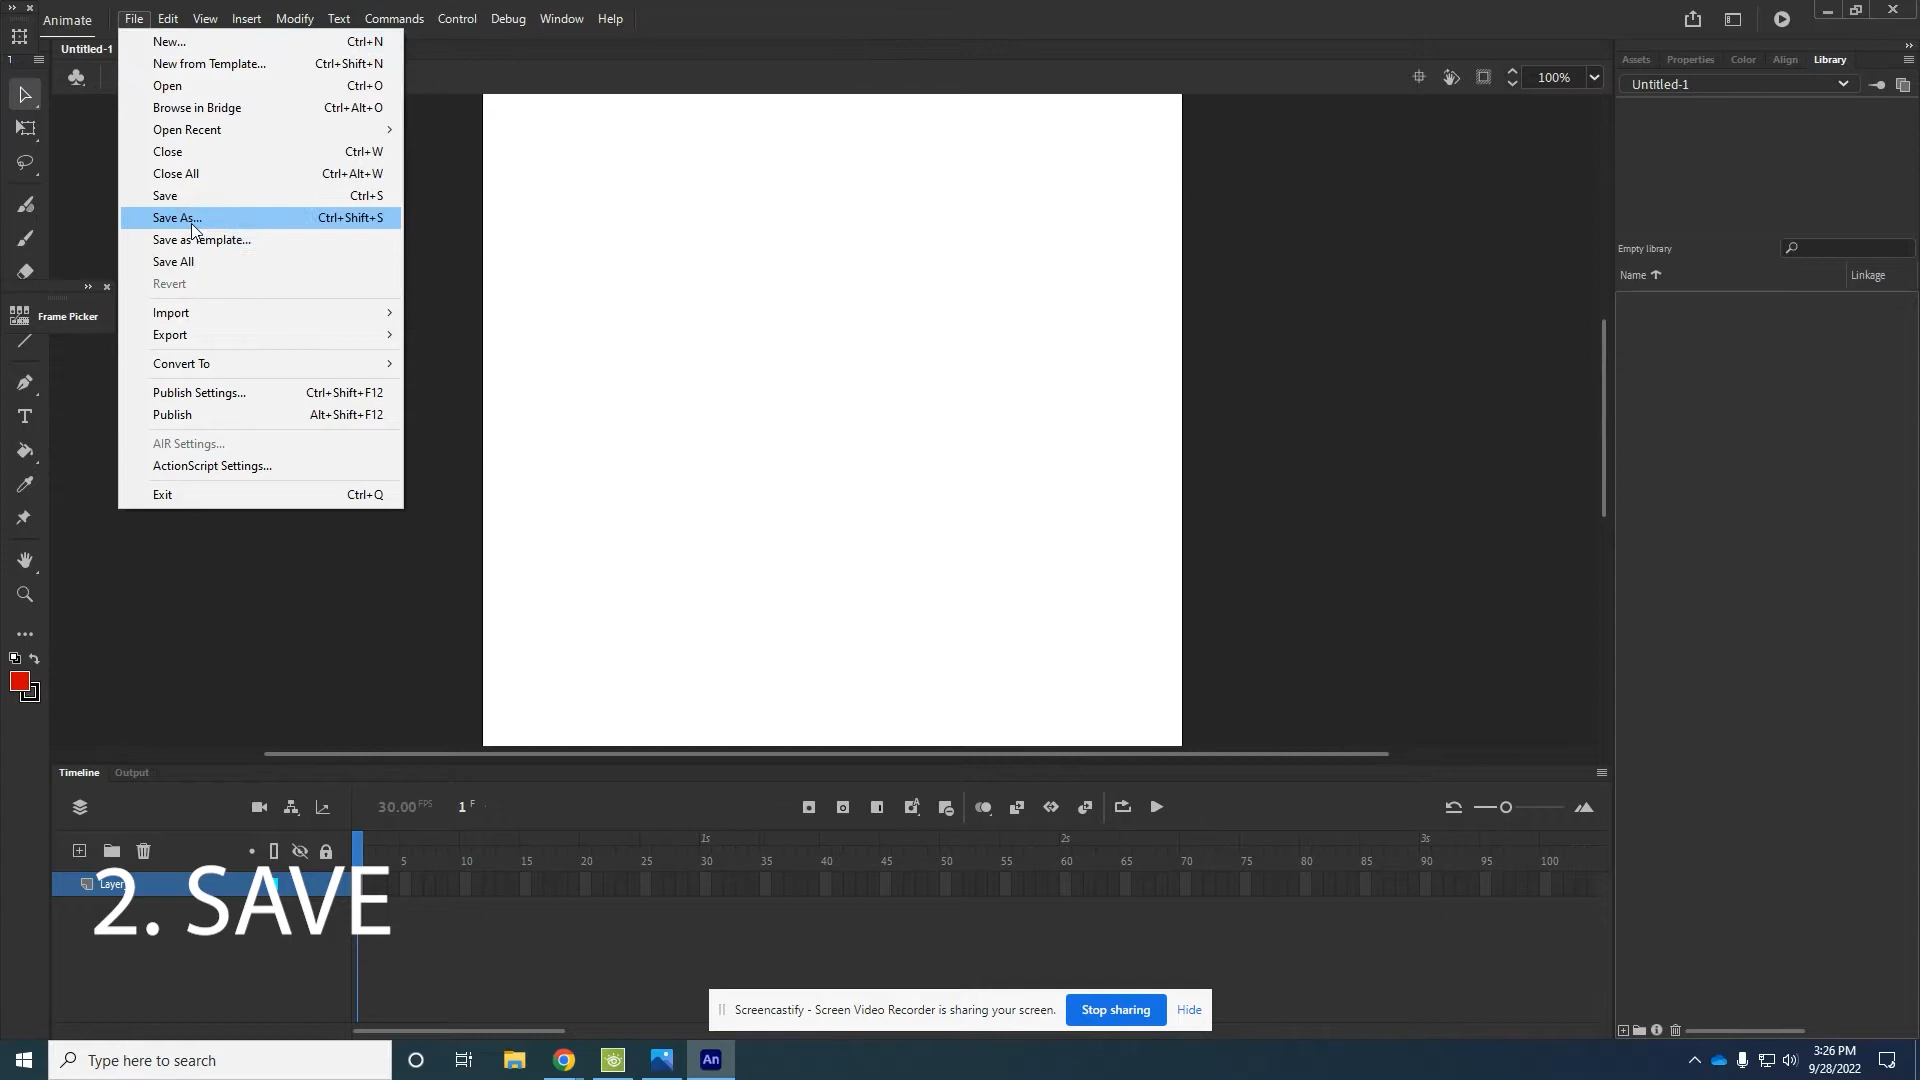 Animate File Edit View Insert Modify Text Commands Control Debug Window Help
Untitled-1
100%
New... Ctrl+N
New from Template... Ctrl+Shift+N
Open Ctrl+O
Browse in Bridge Ctrl+Alt+O
Open Recent
Close Ctrl+W
Close All Ctrl+Alt+W
Save Ctrl+S
Save As... Ctrl+Shift+S
Save as Template...
Save All
Revert
Import
Export
Convert To
Publish Settings... Ctrl+Shift+F12
Publish Alt+Shift+F12
AIR Settings...
ActionScript Settings...
Exit Ctrl+Q
Frame Picker
Assets Properties Color Align Library
Untitled-1
Empty library
Name Linkage
Timeline Output
30.00 FPS 1 F
1s 2s 3s
5 10 15 20 25 30 35 40 45 50 55 60 65 70 75 80 85 90 95 100
Layer
2. SAVE
Screencastify - Screen Video Recorder is sharing your screen. Stop sharing Hide
Type here to search
An
3:26 PM
9/28/2022